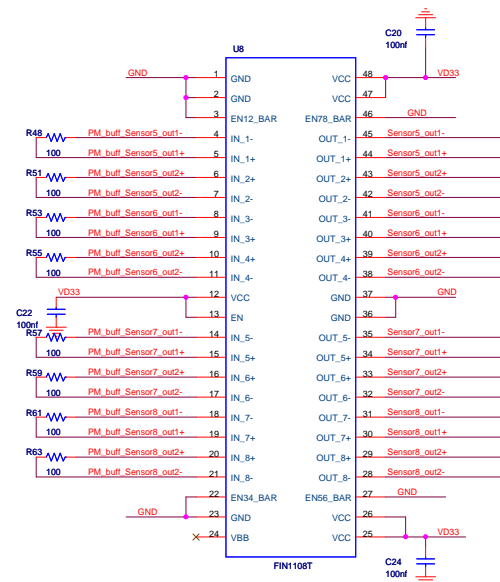 C20
100nf
U8
GND 1 GND VCC 48 VD33
2 GND VCC 47
3 EN12_BAR EN78_BAR 46 GND
R48 PM_buff_Sensor5_out1- 4 IN_1- OUT_1- 45 Sensor5_out1-
100 PM_buff_Sensor5_out1+ 5 IN_1+ OUT_1+ 44 Sensor5_out1+
R51 PM_buff_Sensor5_out2+ 6 IN_2+ OUT_2+ 43 Sensor5_out2+
100 PM_buff_Sensor5_out2- 7 IN_2- OUT_2- 42 Sensor5_out2-
R53 PM_buff_Sensor6_out1- 8 IN_3- OUT_3- 41 Sensor6_out1-
100 PM_buff_Sensor6_out1+ 9 IN_3+ OUT_3+ 40 Sensor6_out1+
R55 PM_buff_Sensor6_out2+ 10 IN_4+ OUT_4+ 39 Sensor6_out2+
100 PM_buff_Sensor6_out2- 11 IN_4- OUT_4- 38 Sensor6_out2-
VD33 12 VCC GND 37 GND
C22 13 EN GND 36
100nf
R57 PM_buff_Sensor7_out1- 14 IN_5- OUT_5- 35 Sensor7_out1-
100 PM_buff_Sensor7_out1+ 15 IN_5+ OUT_5+ 34 Sensor7_out1+
R59 PM_buff_Sensor7_out2+ 16 IN_6+ OUT_6+ 33 Sensor7_out2+
100 PM_buff_Sensor7_out2- 17 IN_6- OUT_6- 32 Sensor7_out2-
R61 PM_buff_Sensor8_out1- 18 IN_7- OUT_7- 31 Sensor8_out1-
100 PM_buff_Sensor8_out1+ 19 IN_7+ OUT_7+ 30 Sensor8_out1+
R63 PM_buff_Sensor8_out2+ 20 IN_8+ OUT_8+ 29 Sensor8_out2+
100 PM_buff_Sensor8_out2- 21 IN_8- OUT_8- 28 Sensor8_out2-
22 EN34_BAR EN56_BAR 27 GND
GND 23 GND VCC 26
24 VBB VCC 25 VD33
FIN1108T
C24
100nf